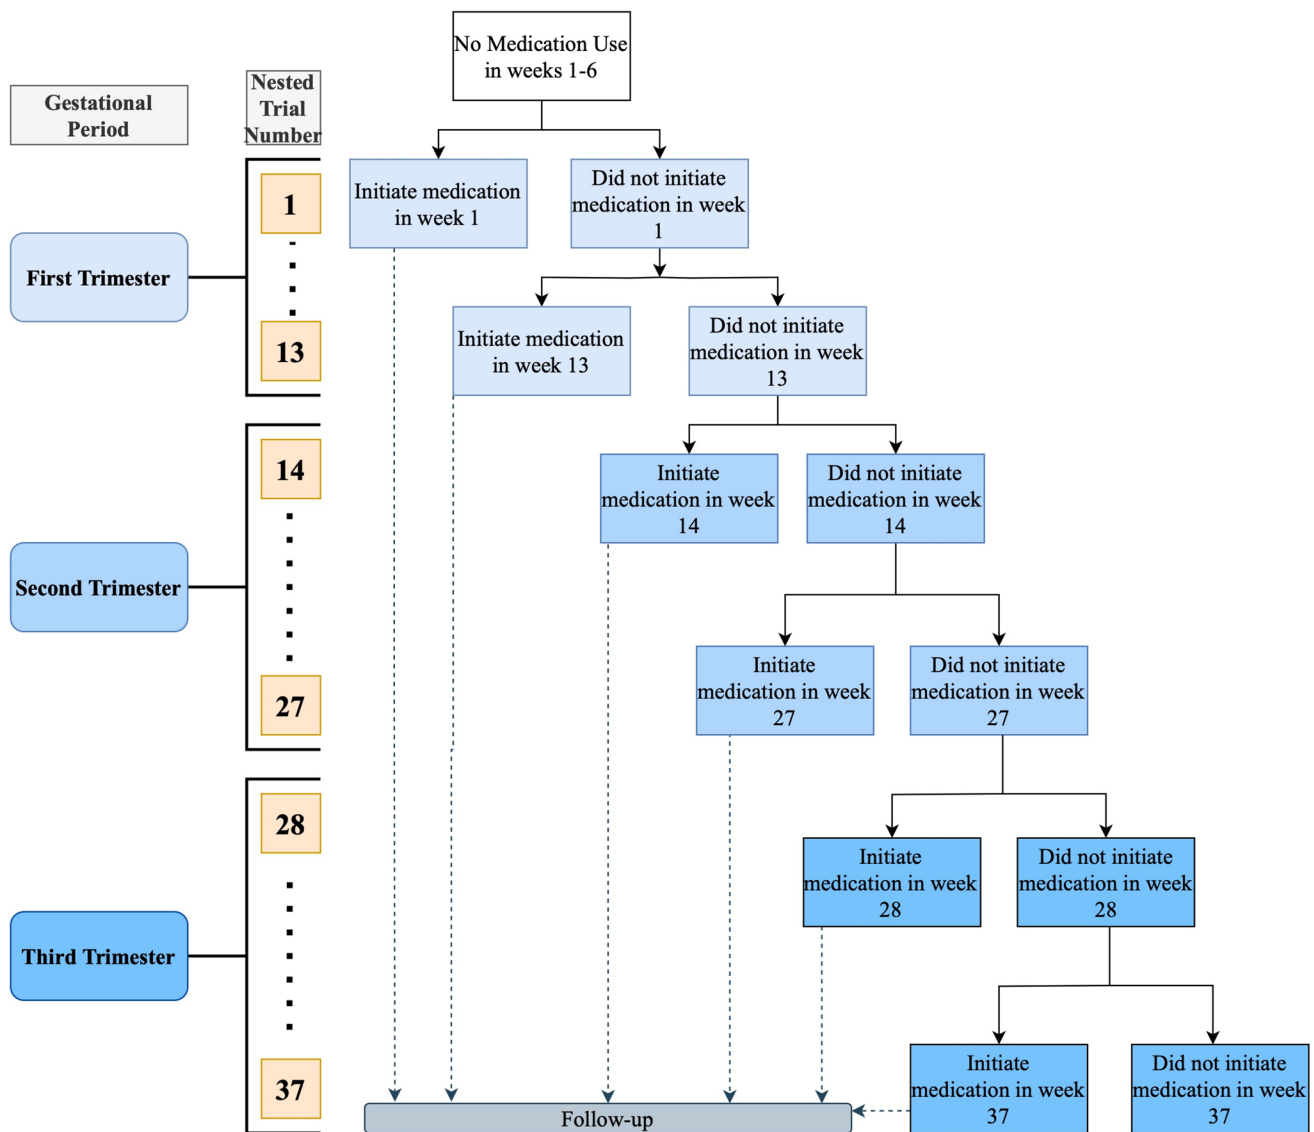 No Medication Use
in weeks 1-6
Gestational
Period
Nested
Trial
Number
First Trimester
1
13
Initiate medication
in week 1
Did not initiate
medication in week
1
Initiate medication
in week 13
Did not initiate
medication in week
13
Second Trimester
14
27
Initiate
medication in week
14
Did not initiate
medication in week
14
Initiate
medication in week
27
Did not initiate
medication in week
27
Third Trimester
28
37
Initiate
medication in week
28
Did not initiate
medication in week
28
Initiate
medication in week
37
Did not initiate
medication in week
37
Follow-up